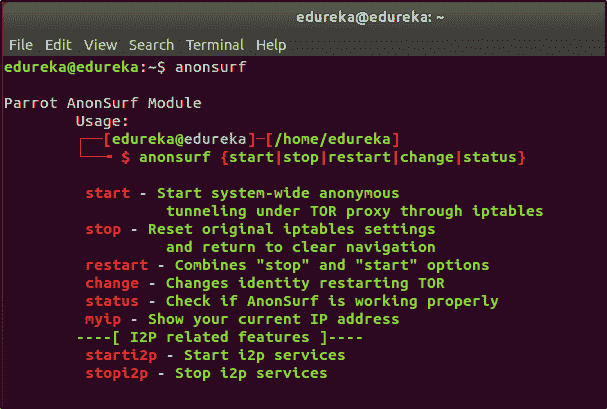 edureka@edureka: ~
File Edit View Search Terminal Help
edureka@edureka:~$ anonsurf
Parrot AnonSurf Module
Usage:
┌──[edureka@edureka]─[/home/edureka]
└──╼ $ anonsurf {start|stop|restart|change|status}
start - Start system-wide anonymous
tunneling under TOR proxy through iptables
stop - Reset original iptables settings
and return to clear navigation
restart - Combines "stop" and "start" options
change - Changes identity restarting TOR
status - Check if AnonSurf is working properly
myip - Show your current IP address
----[ I2P related features ]----
starti2p - Start i2p services
stopi2p - Stop i2p services